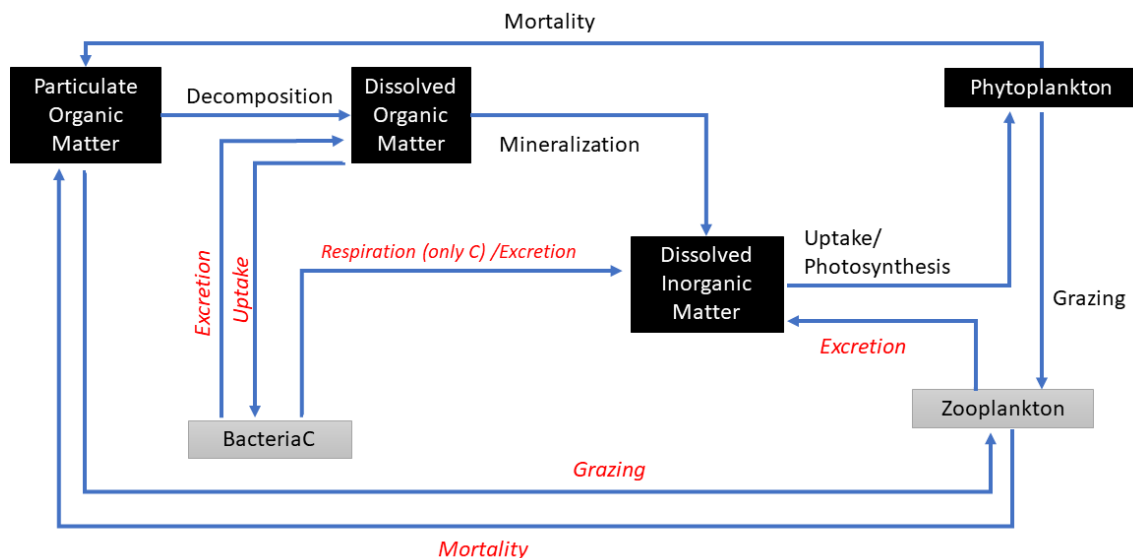 Mortality
Particulate
Organic
Matter
Decomposition
Dissolved
Organic
Matter
Phytoplankton
Mineralization
Excretion
Uptake
Respiration (only C) /Excretion
Dissolved
Inorganic
Matter
Uptake/
Photosynthesis
Grazing
Excretion
BacteriaC
Zooplankton
Grazing
Mortality